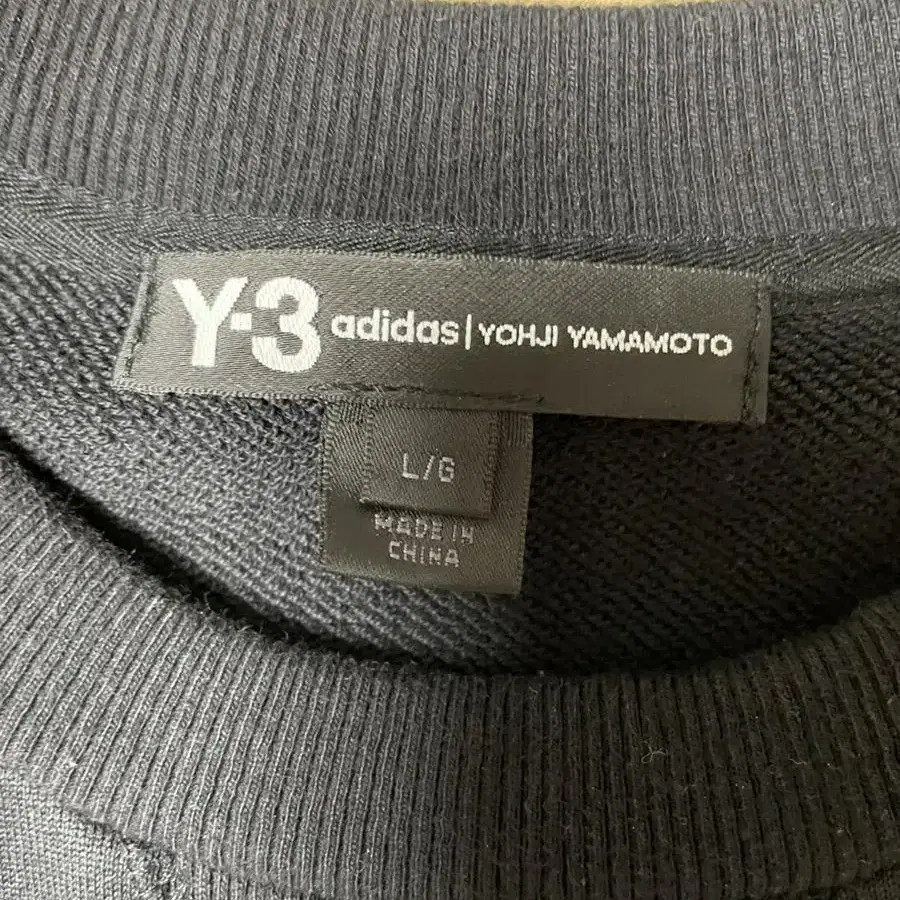 Y-3 adidas | YOHJI YAMAMOTO
L/G
MADE IN
CHINA